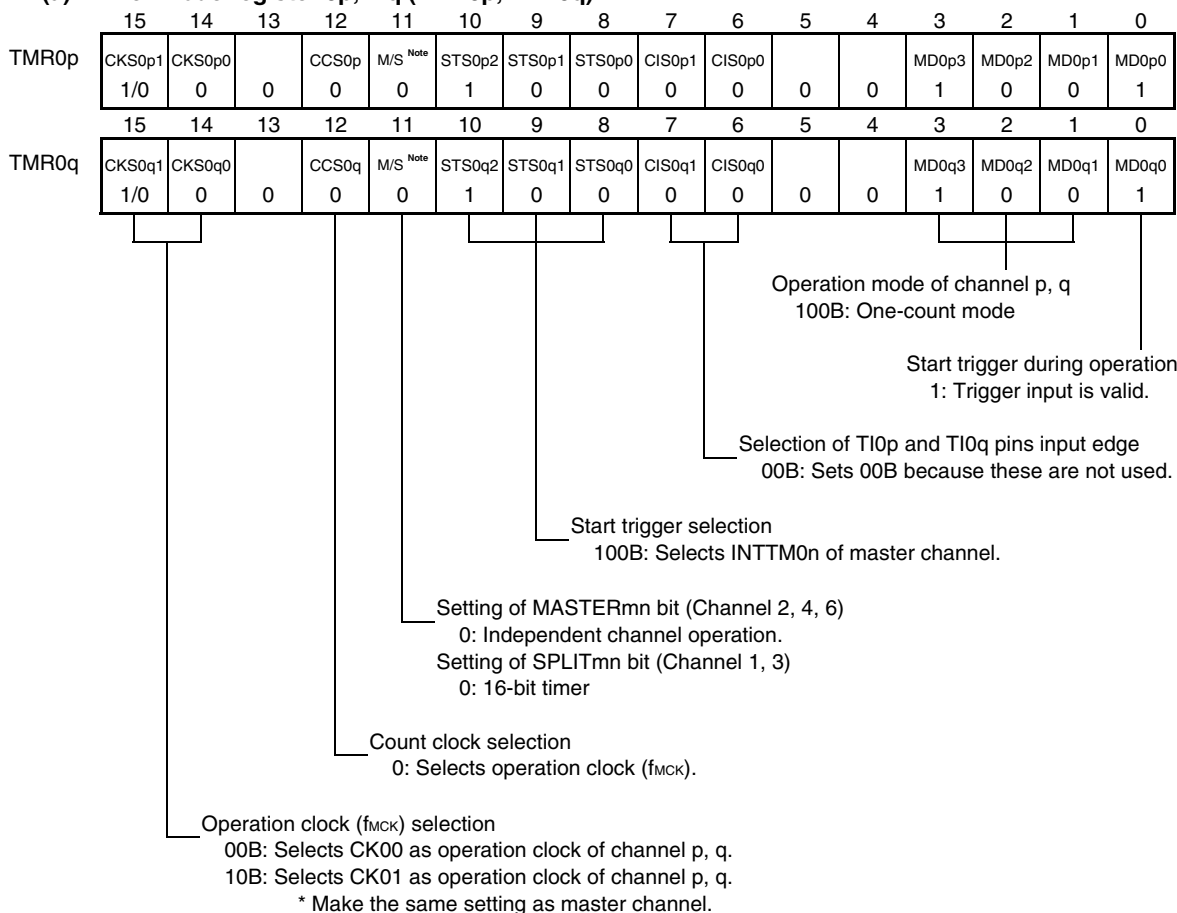 15 14 13 12 11 10 9 8 7 6 5 4 3 2 1 0
TMR0p CKS0p1 CKS0p0 CCS0p M/S Note STS0p2 STS0p1 STS0p0 CIS0p1 CIS0p0 MD0p3 MD0p2 MD0p1 MD0p0
1/0 0 0 0 0 1 0 0 0 0 0 0 1 0 0 1
15 14 13 12 11 10 9 8 7 6 5 4 3 2 1 0
TMR0q CKS0q1 CKS0q0 CCS0q M/S Note STS0q2 STS0q1 STS0q0 CIS0q1 CIS0q0 MD0q3 MD0q2 MD0q1 MD0q0
1/0 0 0 0 0 1 0 0 0 0 0 0 1 0 0 1
Operation mode of channel p, q
100B: One-count mode
Start trigger during operation
1: Trigger input is valid.
Selection of TI0p and TI0q pins input edge
00B: Sets 00B because these are not used.
Start trigger selection
100B: Selects INTTM0n of master channel.
Setting of MASTERmn bit (Channel 2, 4, 6)
0: Independent channel operation.
Setting of SPLITmn bit (Channel 1, 3)
0: 16-bit timer
Count clock selection
0: Selects operation clock (fMCK).
Operation clock (fMCK) selection
00B: Selects CK00 as operation clock of channel p, q.
10B: Selects CK01 as operation clock of channel p, q.
* Make the same setting as master channel.